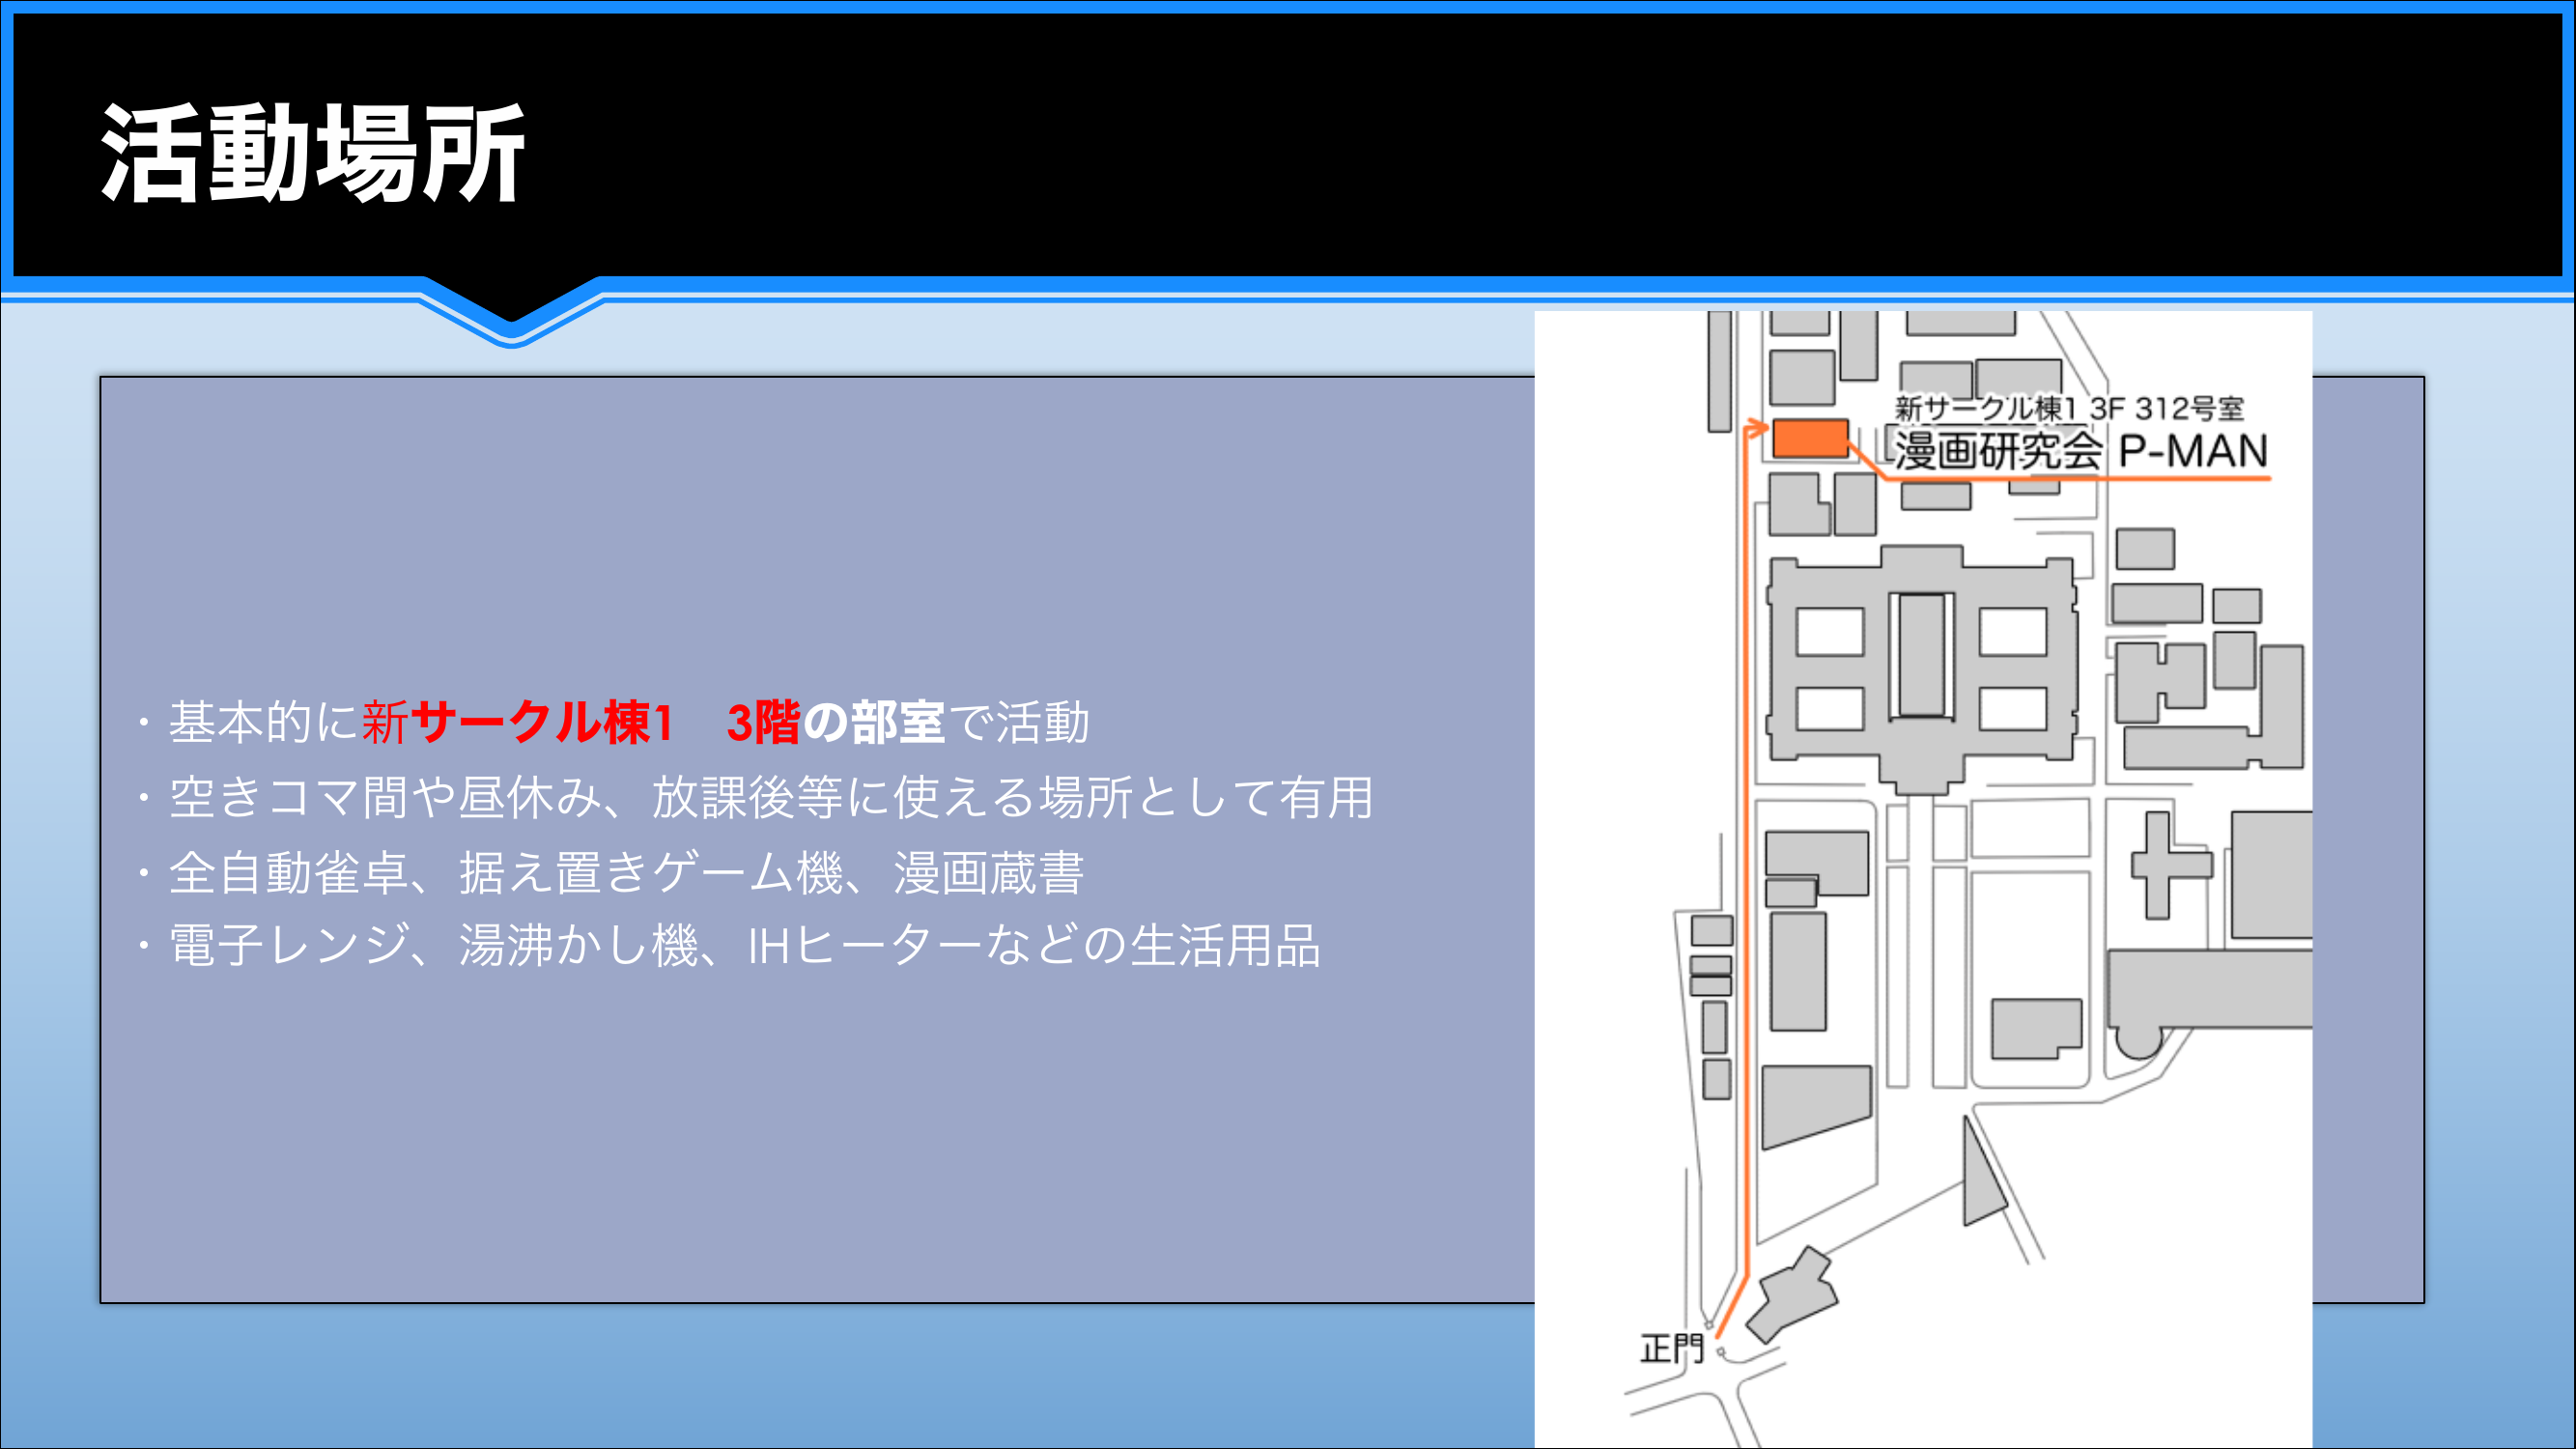 活動場所
・基本的に新サークル棟1　3階の部室で活動
・空きコマ間や昼休み、放課後等に使える場所として有用
・全自動雀卓、据え置きゲーム機、漫画蔵書
・電子レンジ、湯沸かし機、IHヒーターなどの生活用品
新サークル棟1 3F 312号室
漫画研究会 P-MAN
正門